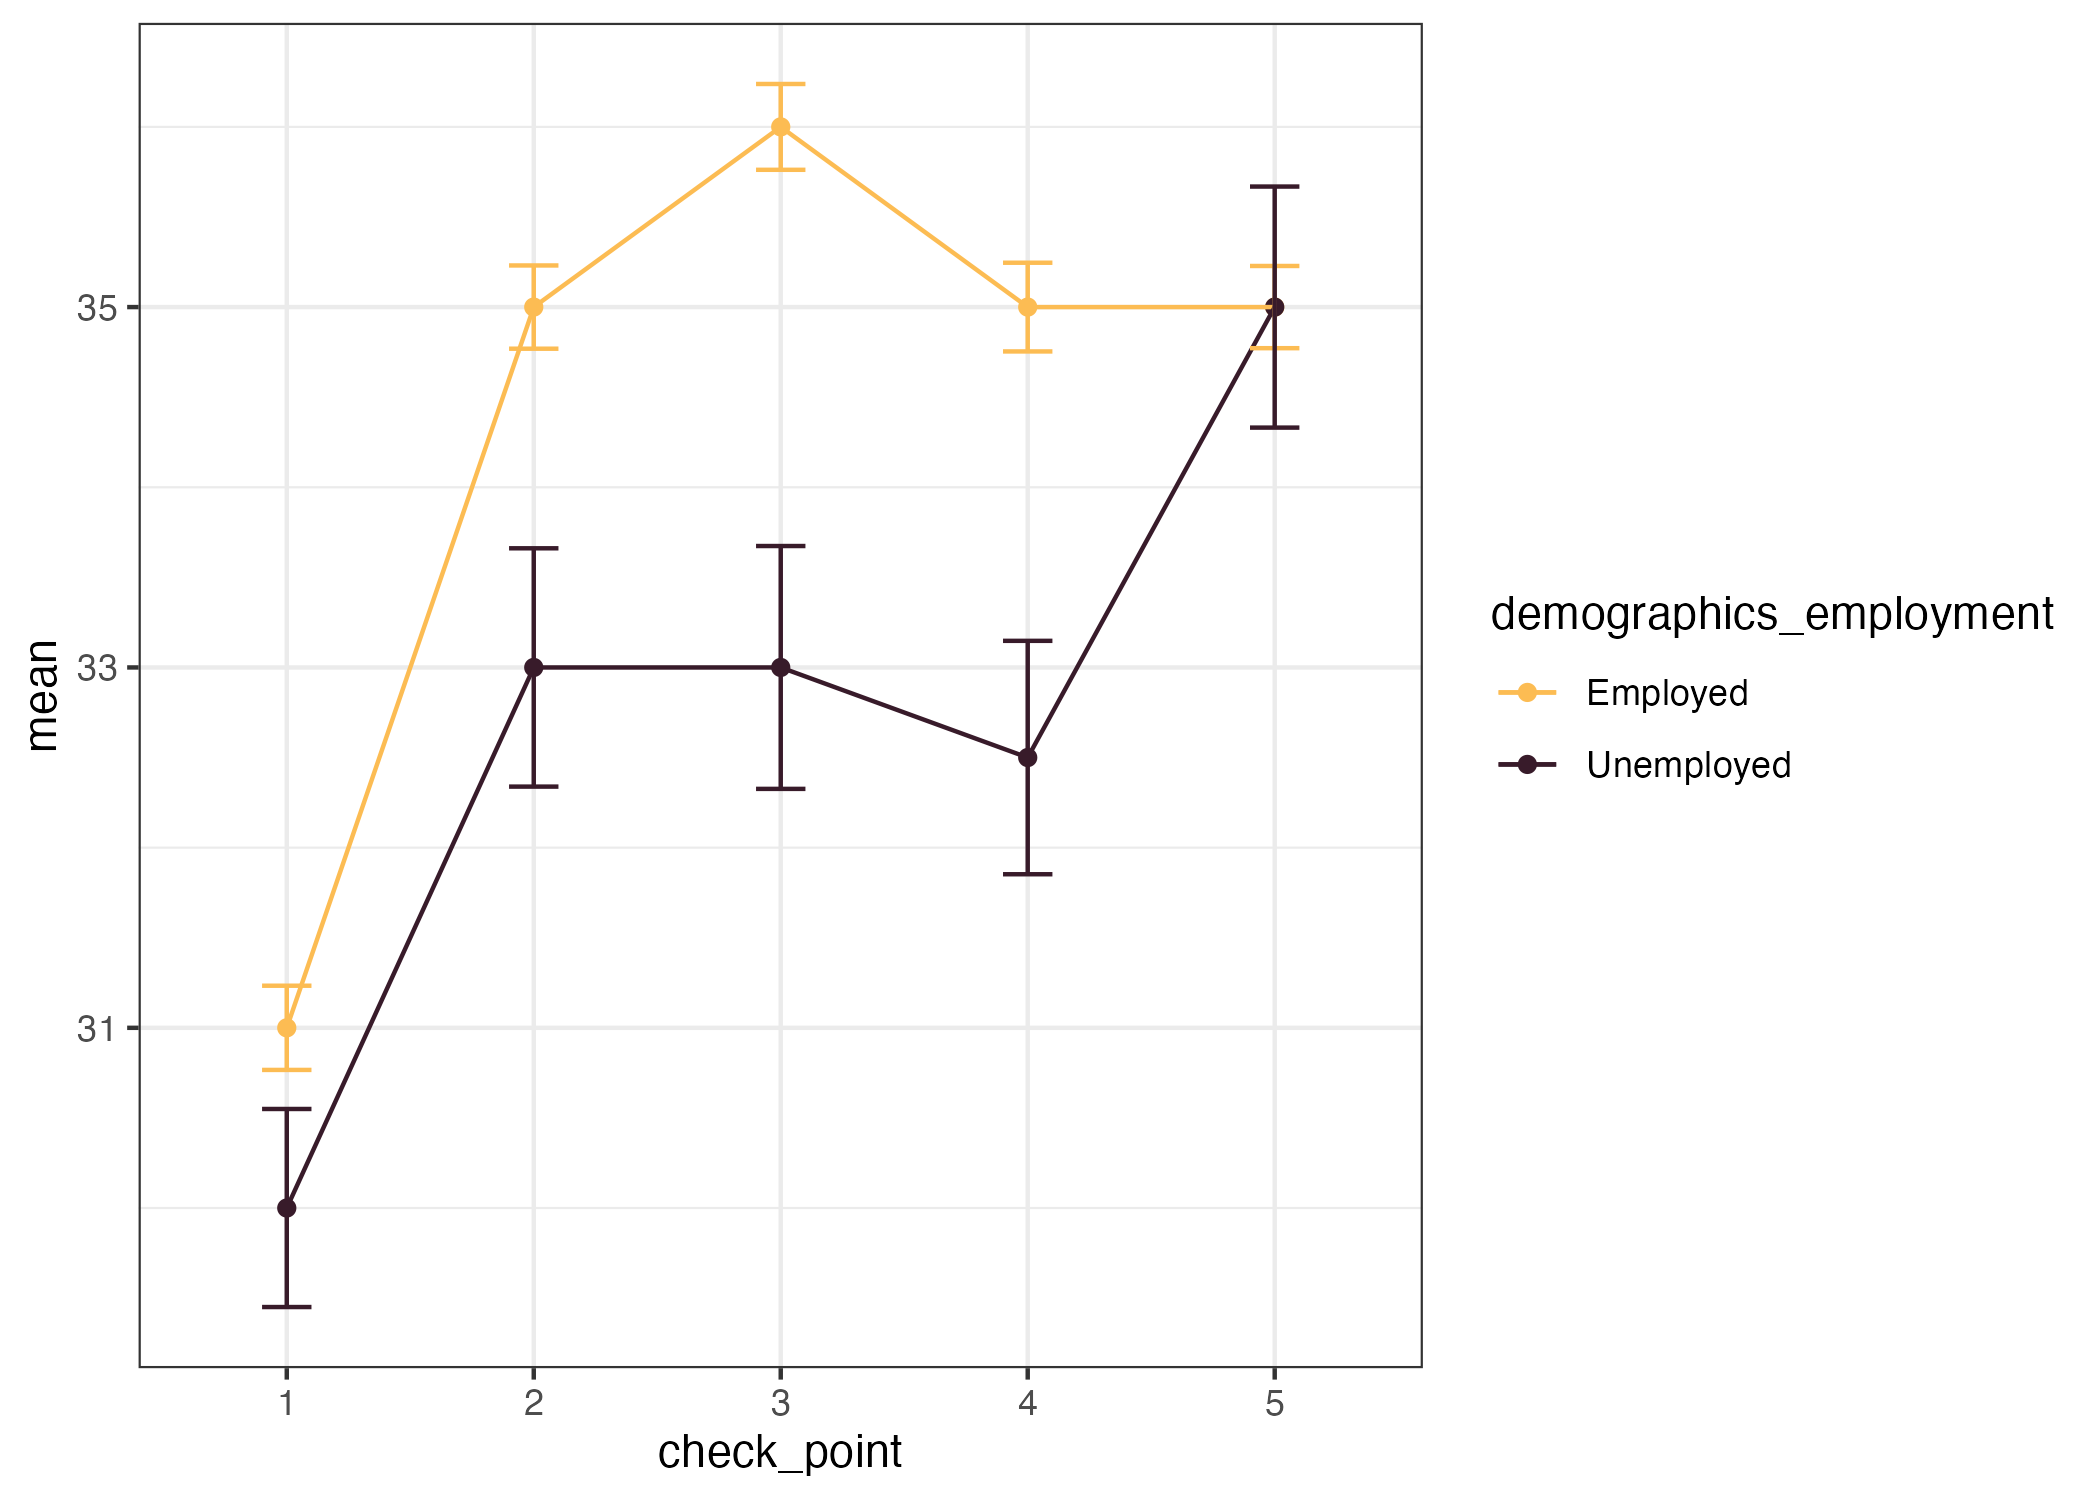 35
33
31
mean
1 2 3 4 5
check_point
demographics_employment
Employed
Unemployed